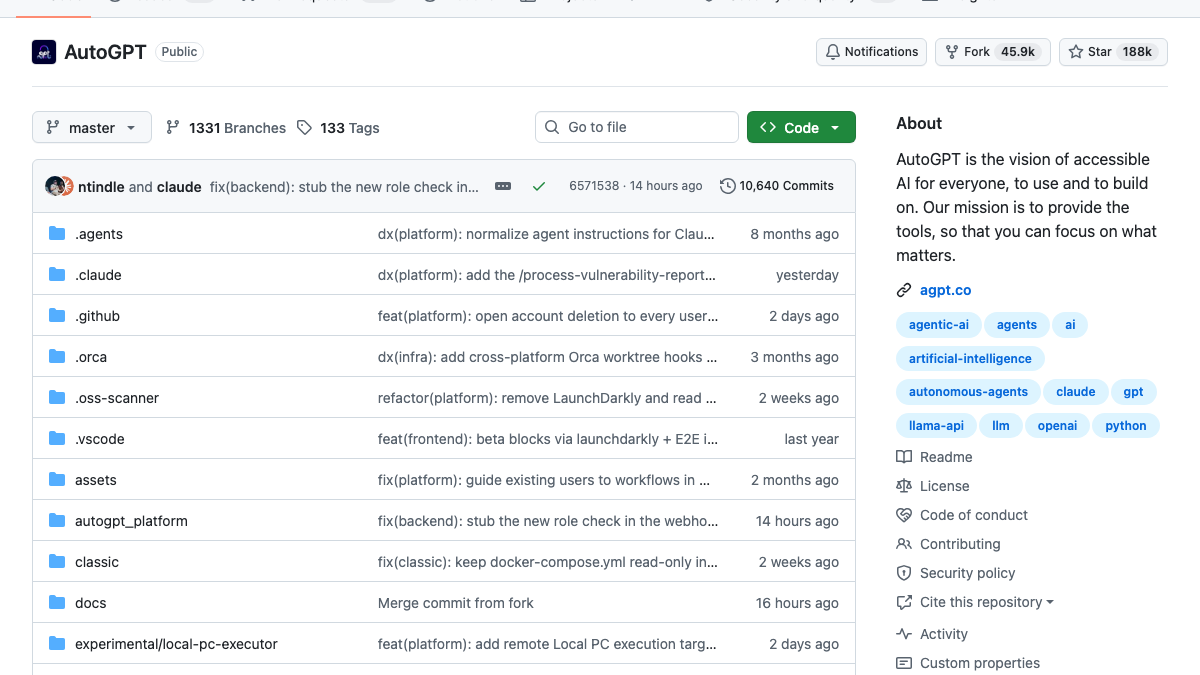 AutoGPT Public Notifications Fork 45.9k Star 188k
master 1331 Branches 133 Tags Go to file Code
ntindle and claude fix(backend): stub the new role check in... 6571538 · 14 hours ago 10,640 Commits
.agents dx(platform): normalize agent instructions for Clau... 8 months ago
.claude dx(platform): add the /process-vulnerability-report... yesterday
.github feat(platform): open account deletion to every user... 2 days ago
.orca dx(infra): add cross-platform Orca worktree hooks ... 3 months ago
.oss-scanner refactor(platform): remove LaunchDarkly and read ... 2 weeks ago
.vscode feat(frontend): beta blocks via launchdarkly + E2E i... last year
assets fix(platform): guide existing users to workflows in ... 2 months ago
autogpt_platform fix(backend): stub the new role check in the webho... 14 hours ago
classic fix(classic): keep docker-compose.yml read-only in... 2 weeks ago
docs Merge commit from fork 16 hours ago
experimental/local-pc-executor feat(platform): add remote Local PC execution targ... 2 days ago
About
AutoGPT is the vision of accessible
AI for everyone, to use and to build
on. Our mission is to provide the
tools, so that you can focus on what
matters.
agpt.co
agentic-ai agents ai
artificial-intelligence
autonomous-agents claude gpt
llama-api llm openai python
Readme
License
Code of conduct
Contributing
Security policy
Cite this repository
Activity
Custom properties